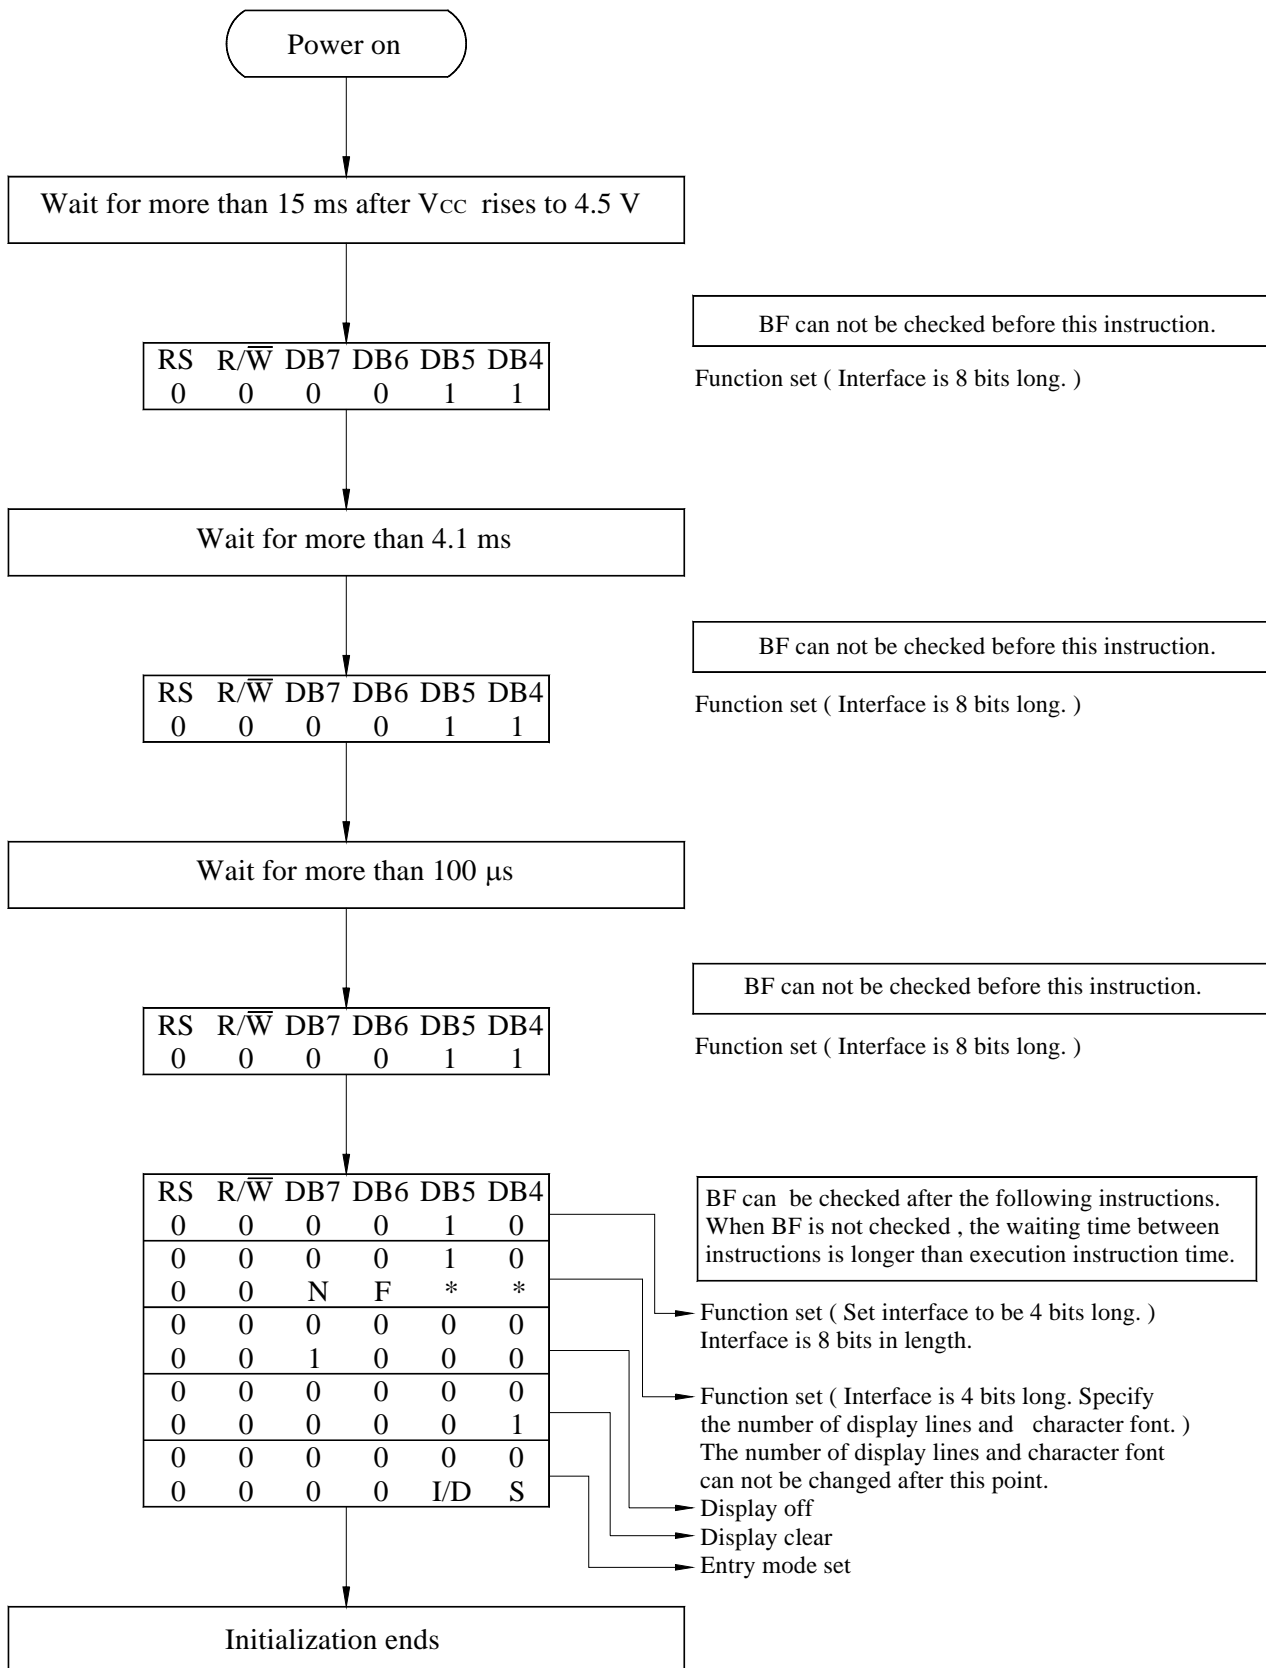 Power on
Wait for more than 15 ms after VCC rises to 4.5 V
BF can not be checked before this instruction.
RS R/W̅ DB7 DB6 DB5 DB4
0 0 0 0 1 1
Function set ( Interface is 8 bits long. )
Wait for more than 4.1 ms
BF can not be checked before this instruction.
RS R/W̅ DB7 DB6 DB5 DB4
0 0 0 0 1 1
Function set ( Interface is 8 bits long. )
Wait for more than 100 μs
BF can not be checked before this instruction.
RS R/W̅ DB7 DB6 DB5 DB4
0 0 0 0 1 1
Function set ( Interface is 8 bits long. )
RS R/W̅ DB7 DB6 DB5 DB4
0 0 0 0 1 0
0 0 0 0 1 0
0 0 N F * *
0 0 0 0 0 0
0 0 1 0 0 0
0 0 0 0 0 0
0 0 0 0 0 1
0 0 0 0 0 0
0 0 0 0 I/D S
BF can be checked after the following instructions.
When BF is not checked , the waiting time between
instructions is longer than execution instruction time.
Function set ( Set interface to be 4 bits long. )
Interface is 8 bits in length.
Function set ( Interface is 4 bits long. Specify
the number of display lines and character font. )
The number of display lines and character font
can not be changed after this point.
Display off
Display clear
Entry mode set
Initialization ends